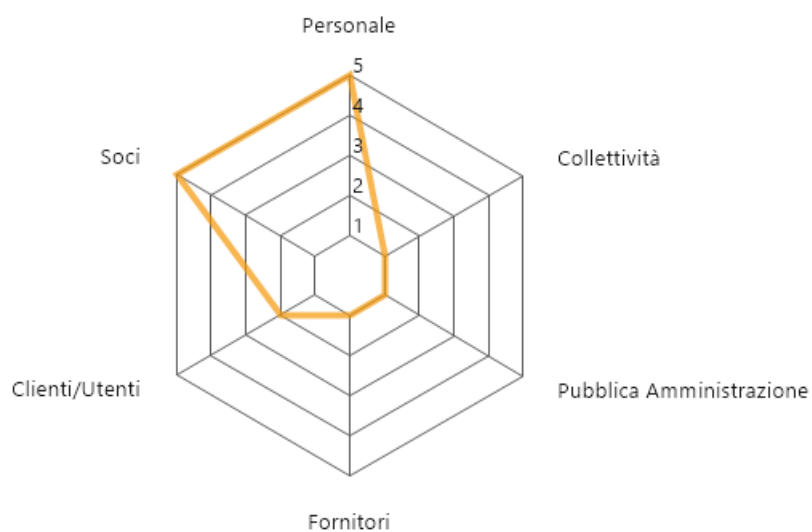 Personale
5
4
3
2
1
Soci
Collettività
Clienti/Utenti
Pubblica Amministrazione
Fornitori